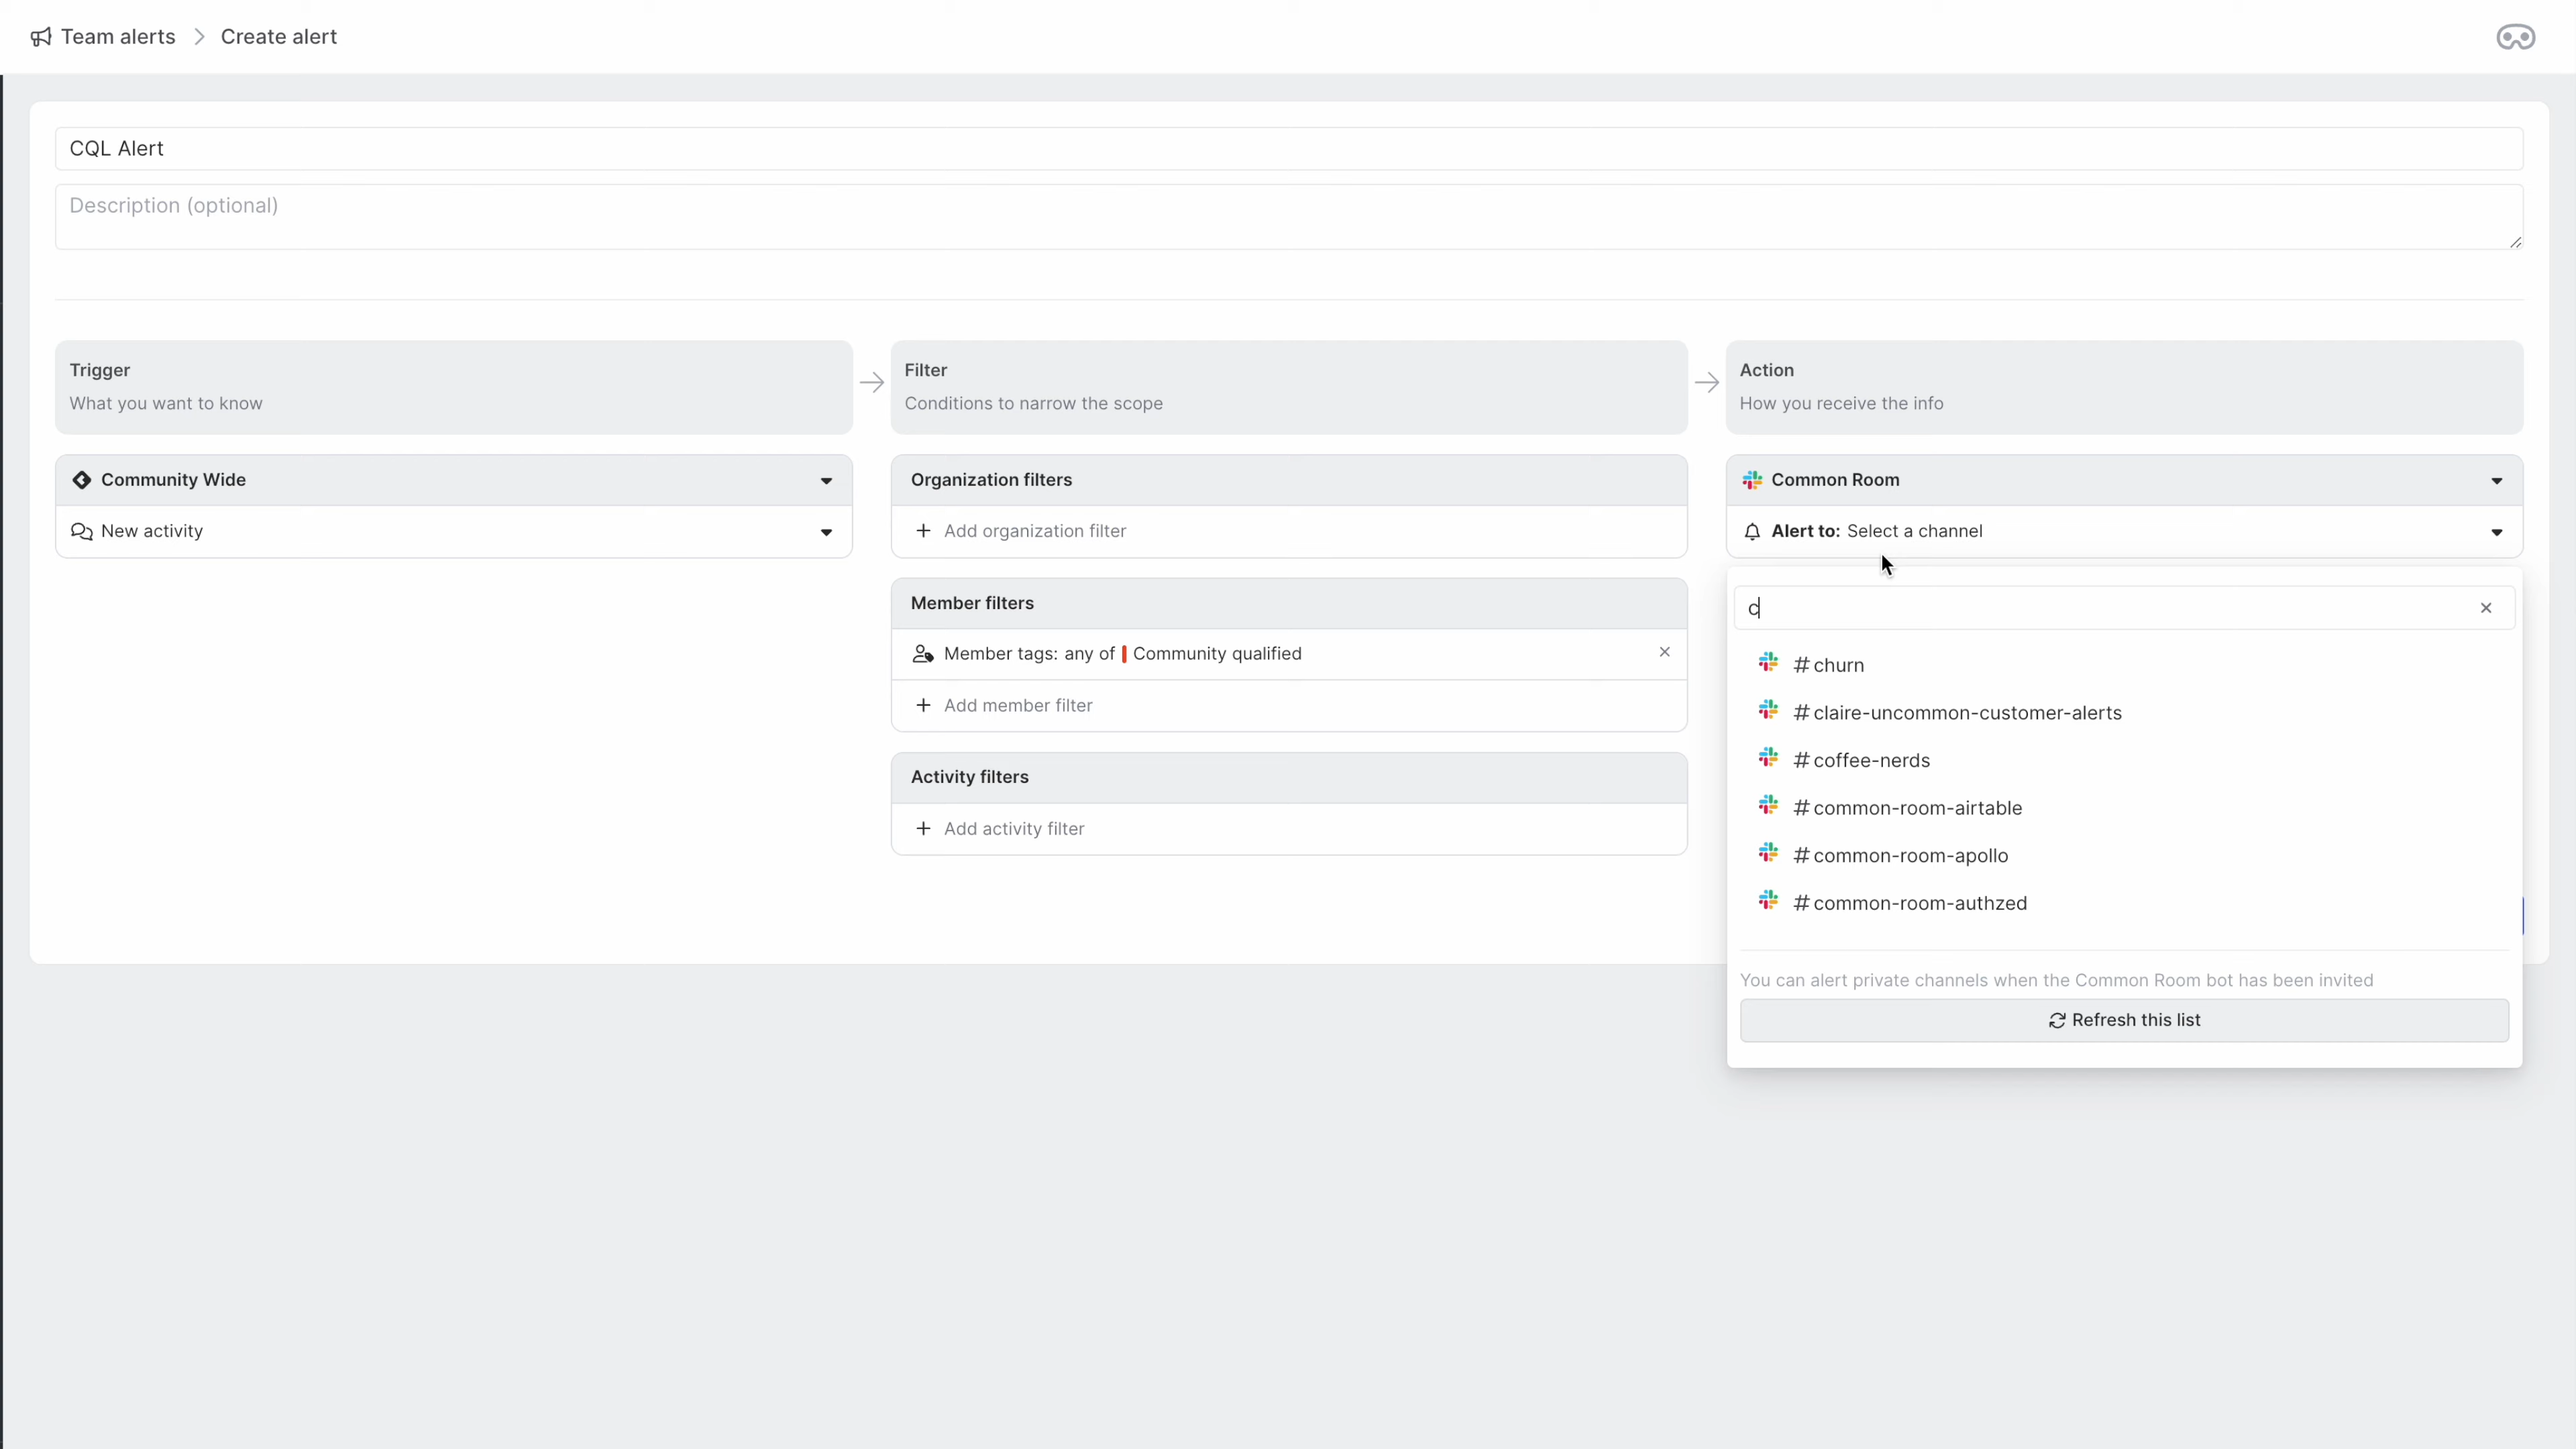 Team alerts > Create alert
CQL Alert
Description (optional)
Trigger
What you want to know
Filter
Conditions to narrow the scope
Action
How you receive the info
Community Wide
New activity
Organization filters
+ Add organization filter
Member filters
Member tags: any of Community qualified
+ Add member filter
Activity filters
+ Add activity filter
Common Room
Alert to: Select a channel
c
#churn
#claire-uncommon-customer-alerts
#coffee-nerds
#common-room-airtable
#common-room-apollo
#common-room-authzed
You can alert private channels when the Common Room bot has been invited
Refresh this list